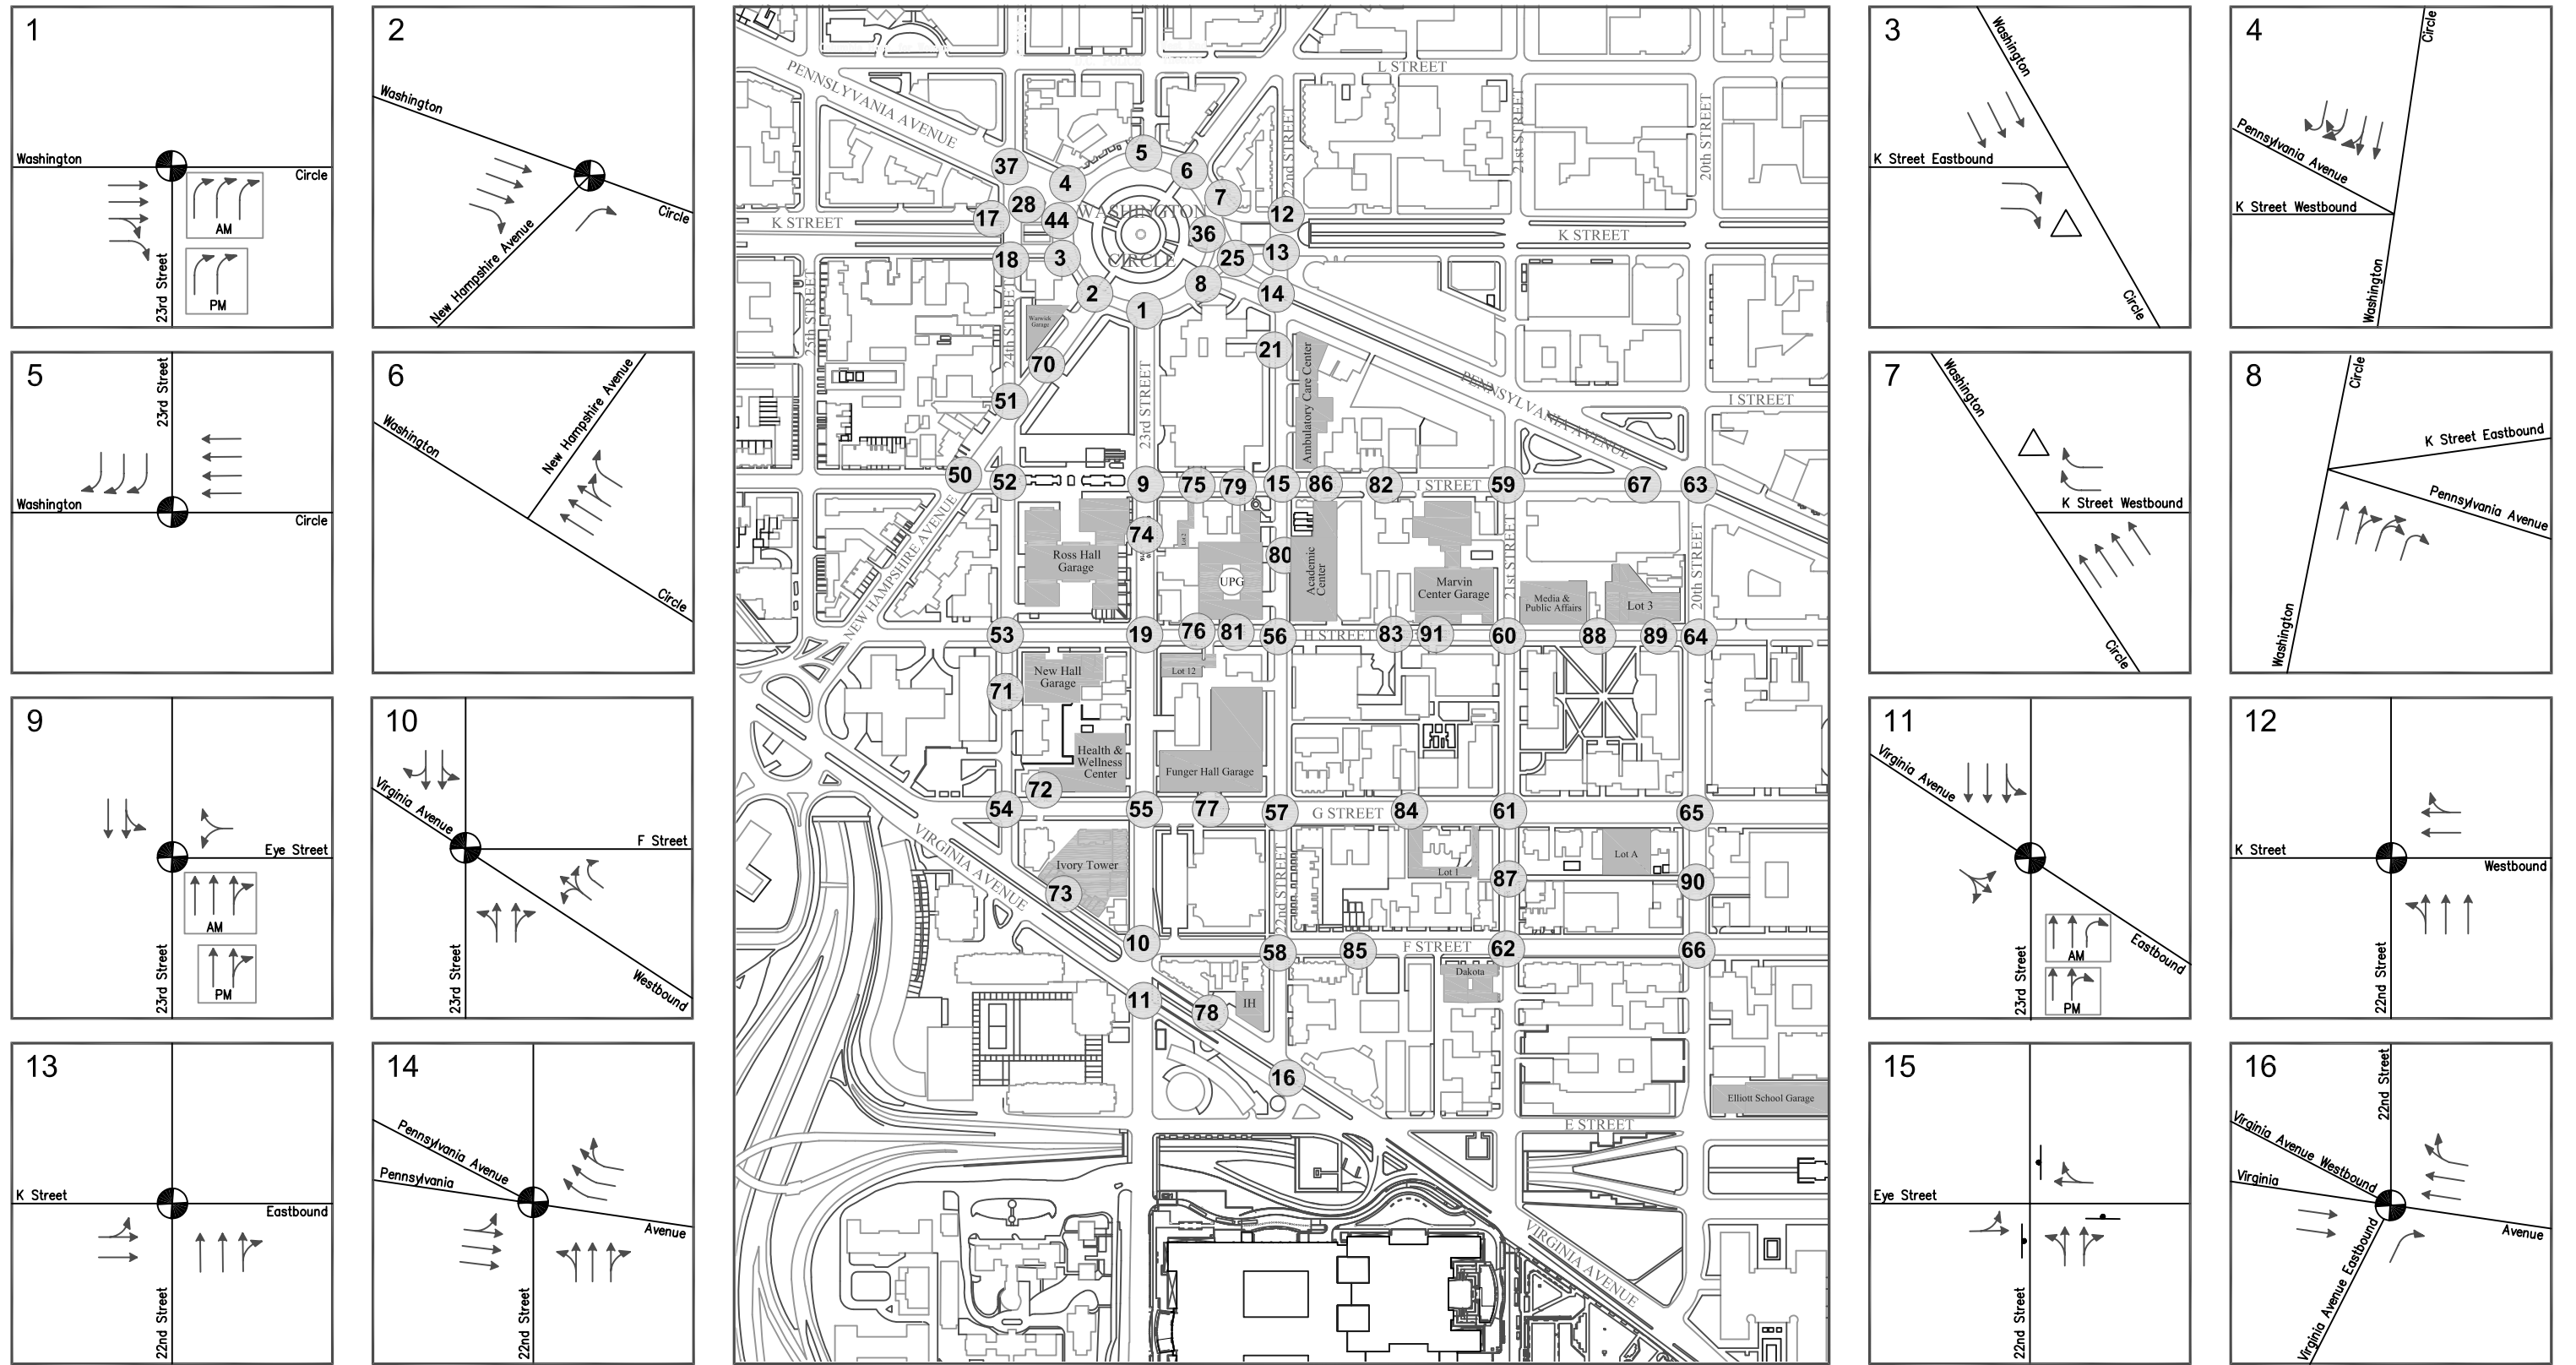 1
Washington
Circle
23rd Street
AM
PM
2
Washington
Circle
New Hampshire Avenue
5
23rd Street
Washington
Circle
6
New Hampshire Avenue
Washington
Circle
9
Eye Street
23rd Street
AM
PM
10
Virginia Avenue
F Street
23rd Street
Westbound
13
K Street
Eastbound
22nd Street
14
Pennsylvania Avenue
Pennsylvania
Avenue
22nd Street
L STREET
PENNSLYVANIA AVENUE
22nd STREET
21st STREET
20th STREET
5
37
6
4
7
28
WASHINGTON
12
17
44
K STREET
36
K STREET
18
3
CIRCLE
25
13
8
2
14
1
25th STREET
24th STREET
Warwick
Garage
21
70
23rd STREET
Ambulatory Care Center
PENNSYLVANIA AVENUE
I STREET
51
50
52
9
75
79
15
86
82
I STREET
59
67
63
74
Lot 2
80
Ross Hall
Garage
UPG
Academic
Center
Marvin
Center Garage
21st STREET
Media &
Public Affairs
Lot 3
20th STREET
NEW HAMPSHIRE AVENUE
53
19
76
81
56
H STREET
83
91
60
88
89
64
New Hall
Garage
Lot 12
71
Health &
Wellness
Center
Funger Hall Garage
72
54
55
77
57
G STREET
84
61
65
VIRGINIA AVENUE
Ivory Tower
22nd STREET
Lot 1
Lot A
73
87
90
10
58
85
F STREET
62
66
Dakota
11
78
IH
16
Elliott School Garage
E STREET
VIRGINIA AVENUE
3
Washington
K Street Eastbound
Circle
4
Circle
Pennsylvania Avenue
K Street Westbound
Washington
7
Washington
K Street Westbound
Circle
8
Circle
K Street Eastbound
Pennsylvania Avenue
Washington
11
Virginia Avenue
AM
PM
23rd Street
Eastbound
12
K Street
Westbound
22nd Street
15
Eye Street
22nd Street
16
22nd Street
Virginia Avenue Westbound
Virginia
Avenue
Virginia Avenue Eastbound